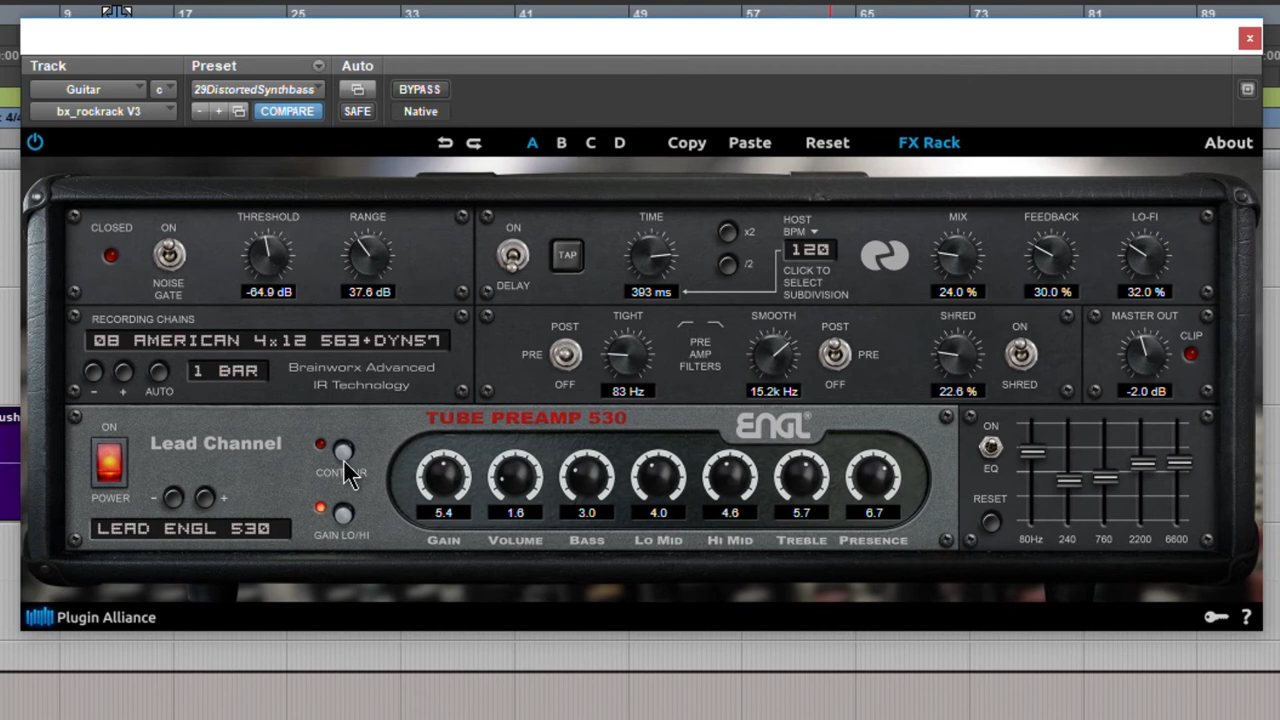 9 17 25 33 41 49 57 65 73 81 89
x
Track Preset Auto
Guitar c 29DistortedSynthbass BYPASS
bx_rockrack V3 - + COMPARE SAFE Native
4/4
A B C D Copy Paste Reset FX Rack About
CLOSED ON THRESHOLD RANGE
NOISE GATE
-64.9 dB 37.6 dB
ON TAP TIME x2 HOST MIX FEEDBACK LO-FI
BPM
120
/2
DELAY
CLICK TO
SELECT
SUBDIVISION
393 ms 24.0 % 30.0 % 32.0 %
RECORDING CHAINS
08 AMERICAN 4x12 SG3+DYN57
- + AUTO 1 BAR Brainworx Advanced
IR Technology
POST TIGHT SMOOTH POST SHRED ON MASTER OUT
CLIP
PRE PRE PRE
AMP
FILTERS
OFF OFF SHRED
83 Hz 15.2k Hz 22.6 % -2.0 dB
ON Lead Channel TUBE PREAMP 530 ENGL®
POWER - +
LEAD ENGL 530
GAIN LO/HI
5.4 1.6 3.0 4.0 4.6 5.7 6.7
GAIN VOLUME BASS LO MID HI MID TREBLE PRESENCE
ON
EQ
RESET
80Hz 240 760 2200 6600
Plugin Alliance ?